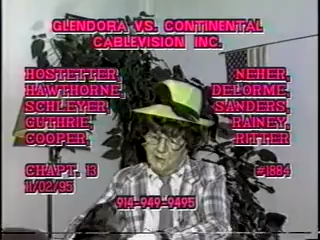 GLENDORA VS. CONTINENTAL
CABLEVISION INC.
HOSTETTER, NEHER,
HAWTHORNE, DELORME,
SCHLEYER, SANDERS,
GUTHRIE, RAINEY,
COOPER, RITTER
CHAPT. 13 #1884
11/02/95
914-949-9495